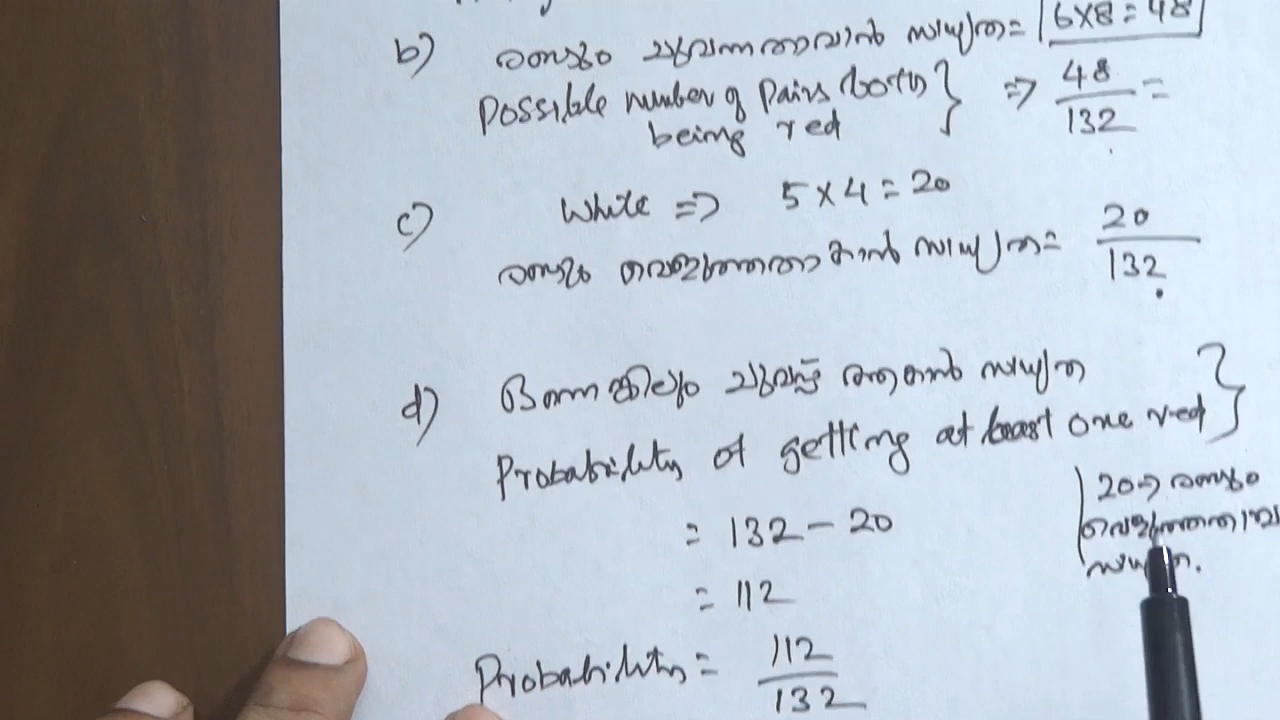 b) രണ്ടും ചുവന്നതാവാൻ സാധ്യത = 6×8 = 48
Possible number of Pairs both being red } ⇒ 48/132 =
c) White ⇒ 5 × 4 = 20
രണ്ടും വെളുത്തതാകാൻ സാധ്യത = 20/132
d) ഒന്നെങ്കിലും ചുവപ്പ് ആകാൻ സാധ്യത
Probability of getting at least one red }
= 132 − 20
20 → രണ്ടും
വെളുത്തതാവാ
സാധ്യത.
= 112
Probability = 112/132